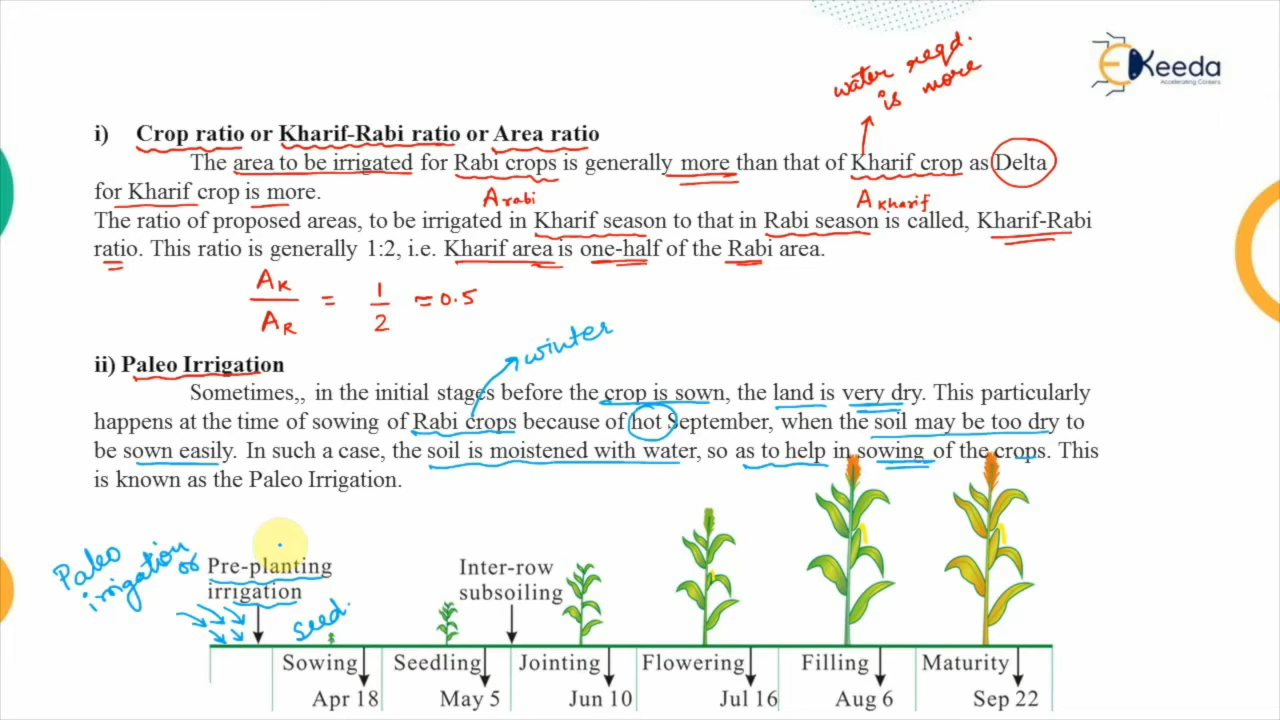 water reqd.
is more
EKeeda
Accelerating Careers
i) Crop ratio or Kharif-Rabi ratio or Area ratio
The area to be irrigated for Rabi crops is generally more than that of Kharif crop as Delta
for Kharif crop is more.
A rabi
A Kharif
The ratio of proposed areas, to be irrigated in Kharif season to that in Rabi season is called, Kharif-Rabi
ratio. This ratio is generally 1:2, i.e. Kharif area is one-half of the Rabi area.
AK / AR = 1 / 2 ≈ 0.5
winter
ii) Paleo Irrigation
Sometimes,, in the initial stages before the crop is sown, the land is very dry. This particularly
happens at the time of sowing of Rabi crops because of hot September, when the soil may be too dry to
be sown easily. In such a case, the soil is moistened with water, so as to help in sowing of the crops. This
is known as the Paleo Irrigation.
Paleo
irrigation or
Pre-planting
irrigation
seed.
Inter-row
subsoiling
Sowing Seedling Jointing Flowering Filling Maturity
Apr 18 May 5 Jun 10 Jul 16 Aug 6 Sep 22